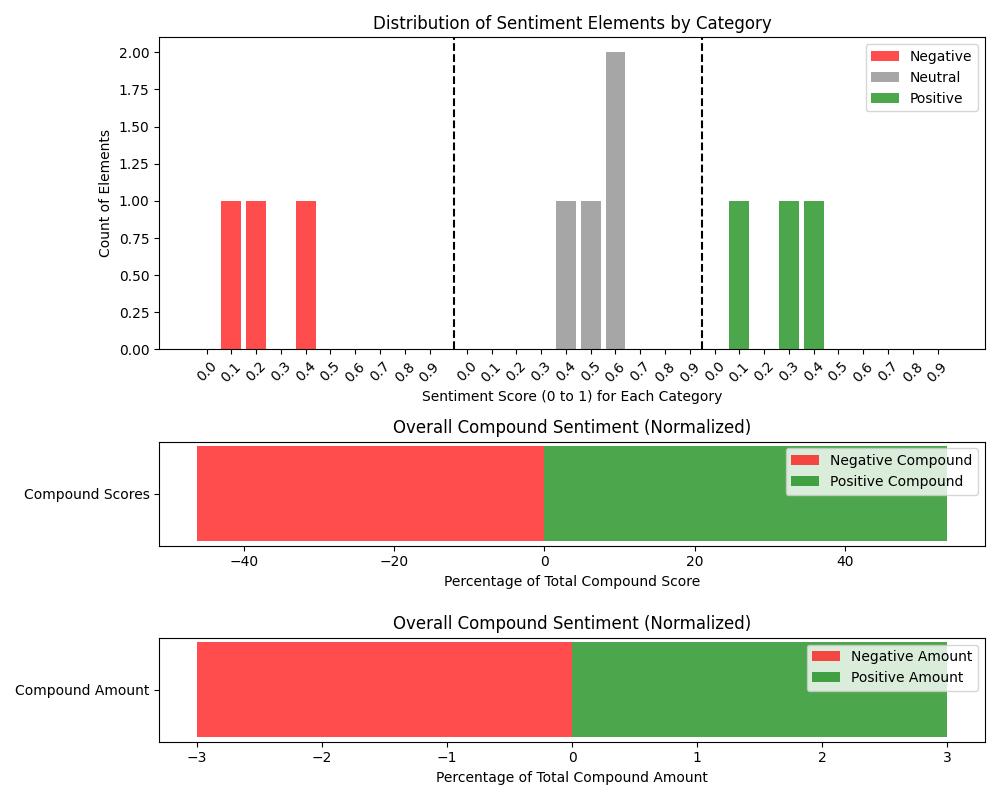 Distribution of Sentiment Elements by Category
Count of Elements
2.00
1.75
1.50
1.25
1.00
0.75
0.50
0.25
0.00
Negative
Neutral
Positive
0.0 0.1 0.2 0.3 0.4 0.5 0.6 0.7 0.8 0.9 0.0 0.1 0.2 0.3 0.4 0.5 0.6 0.7 0.8 0.9 0.0 0.1 0.2 0.3 0.4 0.5 0.6 0.7 0.8 0.9
Sentiment Score (0 to 1) for Each Category
Overall Compound Sentiment (Normalized)
Negative Compound
Positive Compound
Compound Scores
−40 −20 0 20 40
Percentage of Total Compound Score
Overall Compound Sentiment (Normalized)
Negative Amount
Positive Amount
Compound Amount
−3 −2 −1 0 1 2 3
Percentage of Total Compound Amount